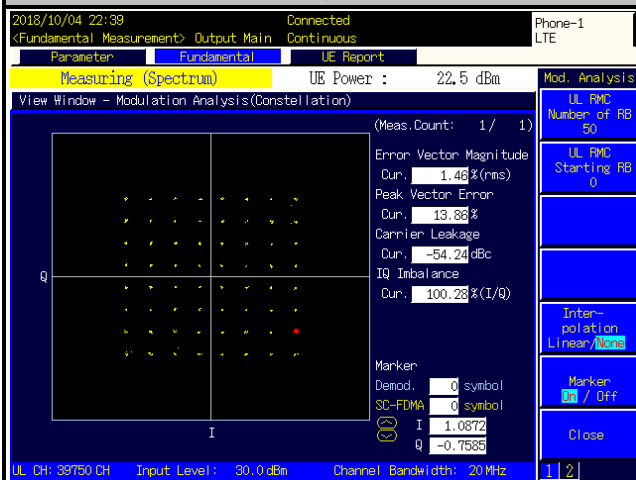 2018/10/04 22:39 Connected Phone-1
<Fundamental Measurement> Output Main Continuous LTE
Parameter Fundamental UE Report
Measuring (Spectrum) UE Power : 22.5 dBm Mod. Analysis
View Window - Modulation Analysis(Constellation)
UL RMC
Number of RB
50
(Meas.Count: 1/ 1)
Error Vector Magnitude
Cur. 1.46 %(rms)
UL RMC
Starting RB
0
Peak Vector Error
Cur. 13.86 %
Carrier Leakage
Cur. -54.24 dBc
IQ Imbalance
Cur. 100.28 %(I/Q)
Q
Inter-
polation
Linear/None
Marker
Demod. 0 symbol
SC-FDMA 0 symbol
I 1.0872
Q -0.7585
Marker
On / Off
I
Close
UL CH: 39750 CH Input Level: 30.0 dBm Channel Bandwidth: 20 MHz 1 2